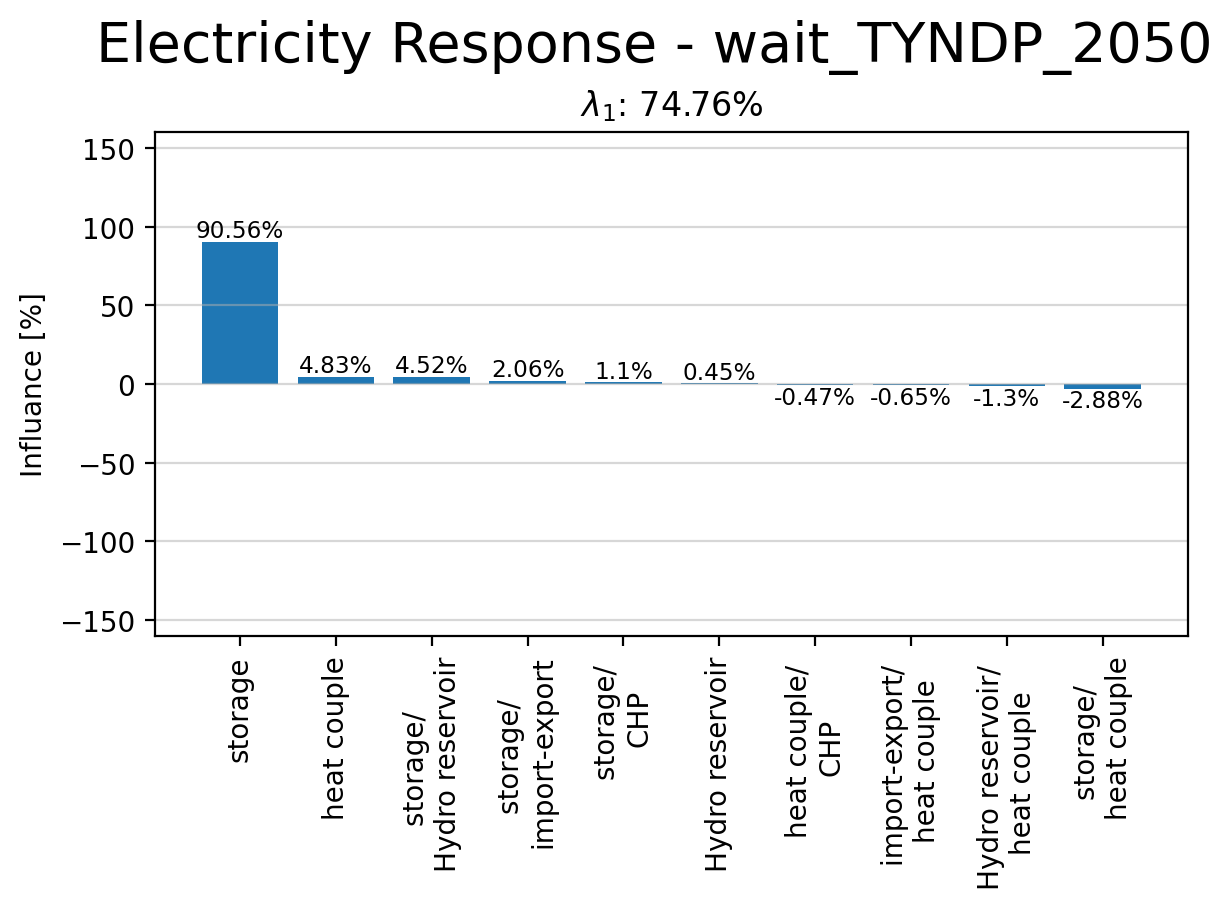 Electricity Response - wait_TYNDP_2050
λ₁: 74.76%
150
100
50
0
−50
−100
−150
Influance [%]
90.56%
4.83%
4.52%
2.06%
1.1%
0.45%
-0.47%
-0.65%
-1.3%
-2.88%
storage
heat couple
storage/
Hydro reservoir
storage/
import-export
storage/
CHP
Hydro reservoir
heat couple/
CHP
import-export/
heat couple
Hydro reservoir/
heat couple
storage/
heat couple